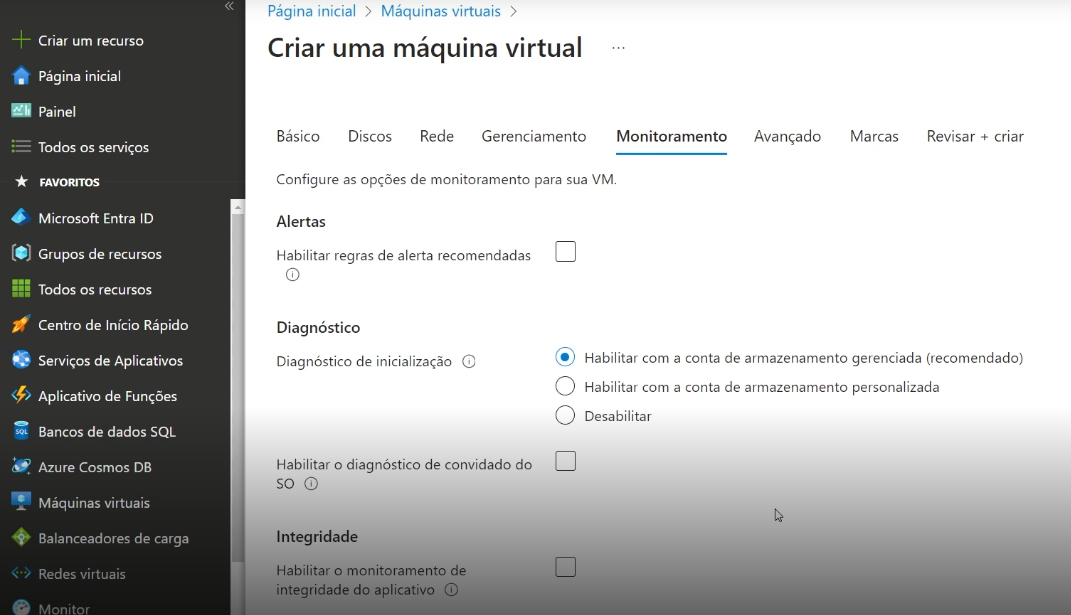 «
Criar um recurso
Página inicial
Painel
Todos os serviços
FAVORITOS
Microsoft Entra ID
Grupos de recursos
Todos os recursos
Centro de Início Rápido
Serviços de Aplicativos
Aplicativo de Funções
SQL
Bancos de dados SQL
Azure Cosmos DB
Máquinas virtuais
Balanceadores de carga
Redes virtuais
Monitor
Página inicial > Máquinas virtuais >
Criar uma máquina virtual ...
Básico Discos Rede Gerenciamento Monitoramento Avançado Marcas Revisar + criar
Configure as opções de monitoramento para sua VM.
Alertas
Habilitar regras de alerta recomendadas
Diagnóstico
Diagnóstico de inicialização
Habilitar com a conta de armazenamento gerenciada (recomendado)
Habilitar com a conta de armazenamento personalizada
Desabilitar
Habilitar o diagnóstico de convidado do
SO
Integridade
Habilitar o monitoramento de
integridade do aplicativo